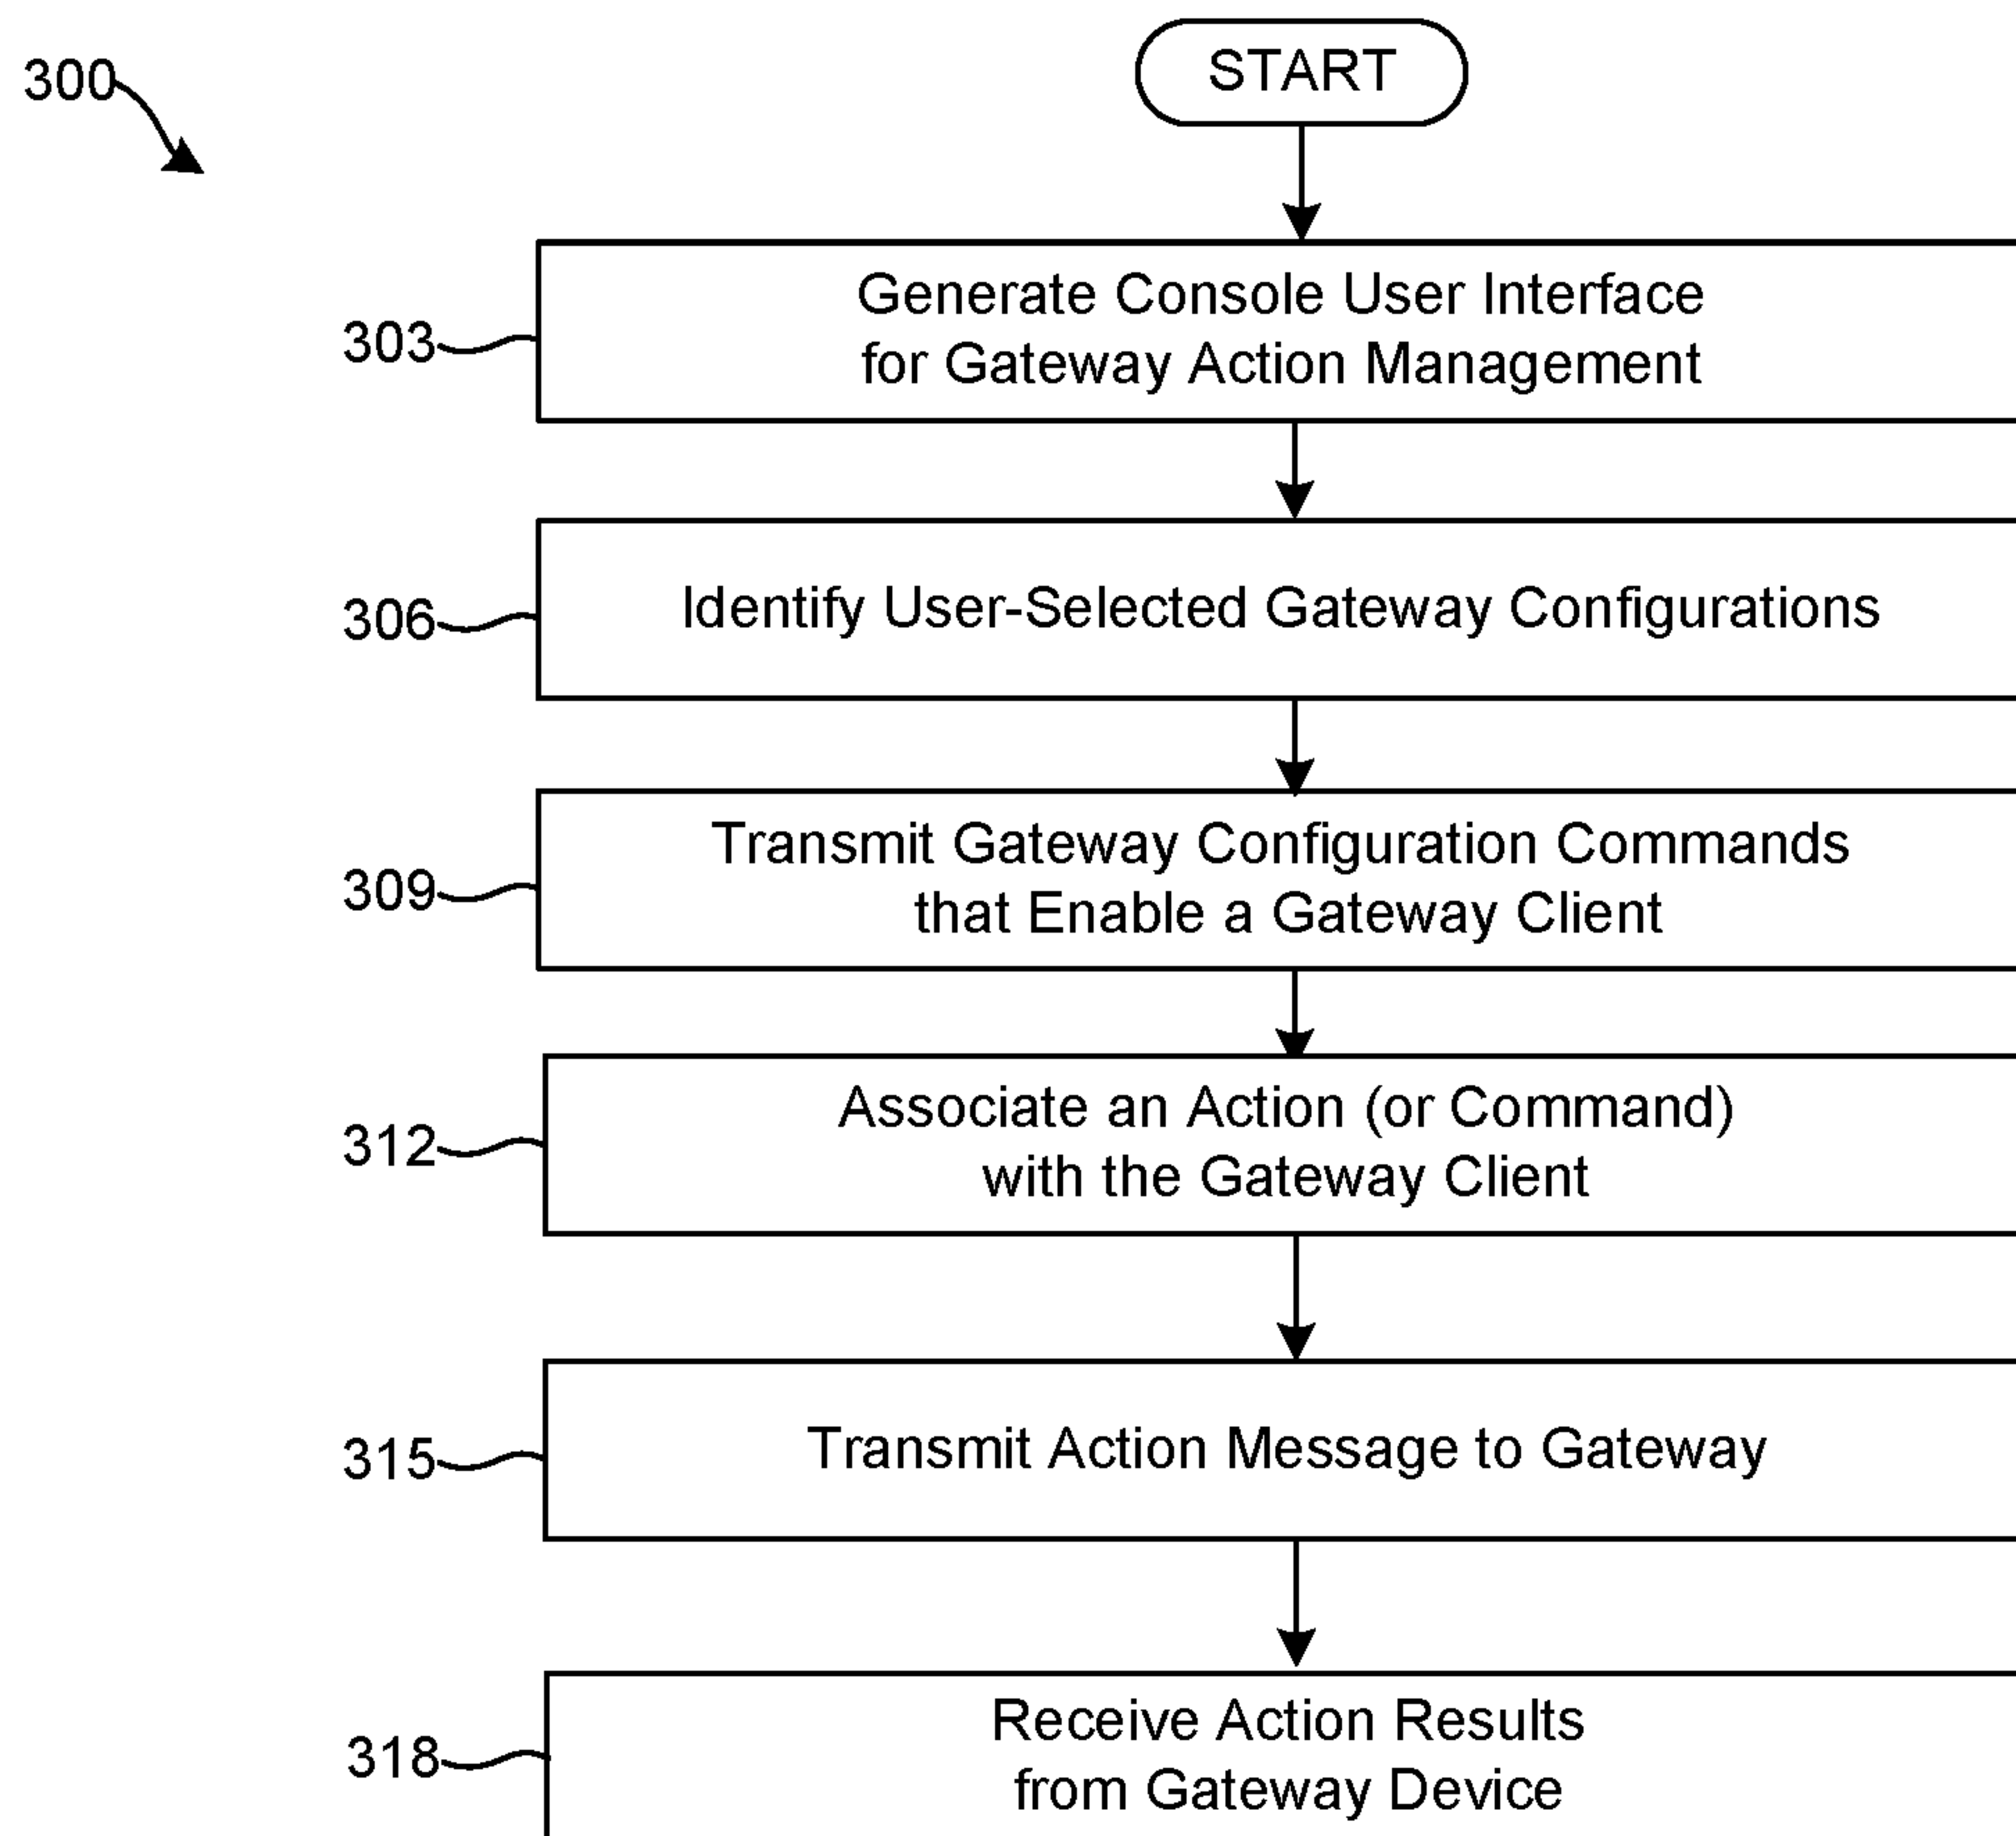 300
START
303
Generate Console User Interface
for Gateway Action Management
306
Identify User-Selected Gateway Configurations
309
Transmit Gateway Configuration Commands
that Enable a Gateway Client
312
Associate an Action (or Command)
with the Gateway Client
315
Transmit Action Message to Gateway
318
Receive Action Results
from Gateway Device